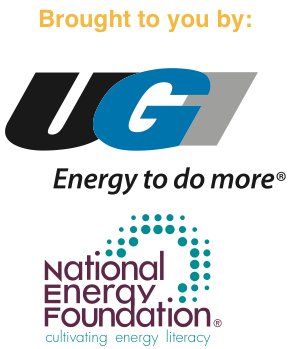 Brought to you by:
UGI
Energy to do more®
National
Energy
Foundation®
cultivating energy literacy